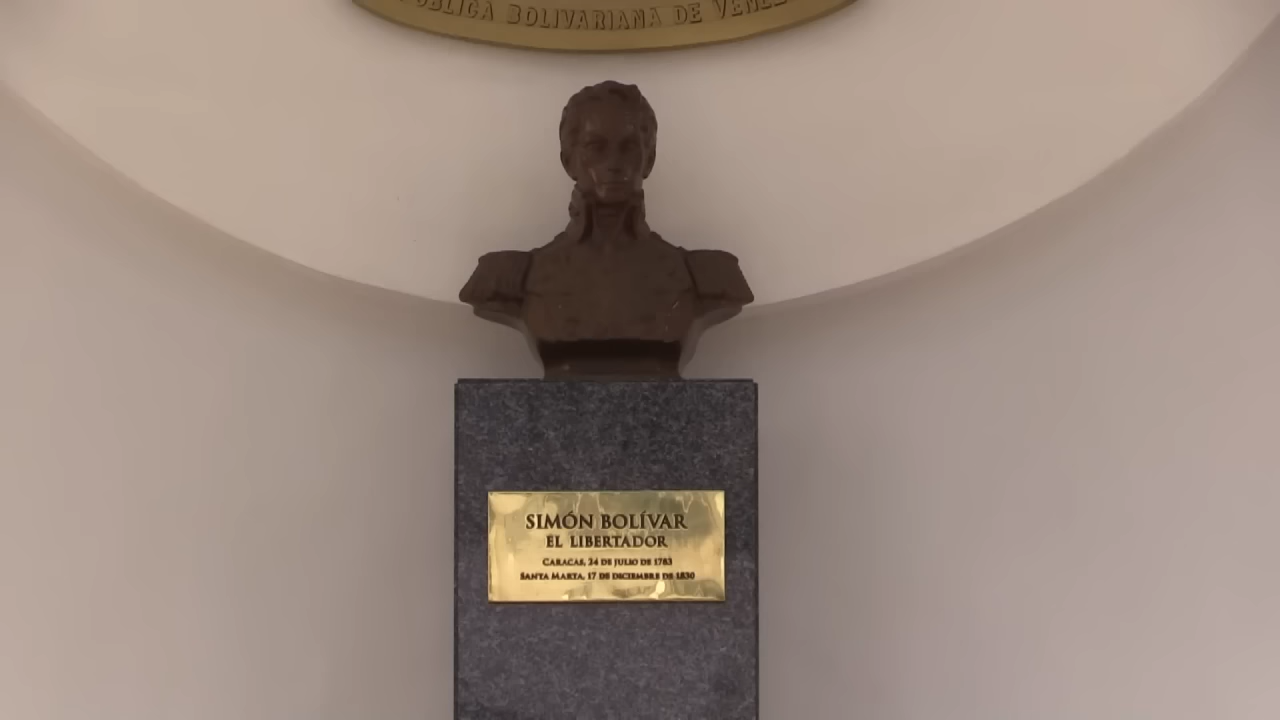 BOLIVARIANA DE
SIMÓN BOLÍVAR
EL LIBERTADOR
CARACAS, 24 DE JULIO DE 1783
SANTA MARTA, 17 DE DICIEMBRE DE 1830